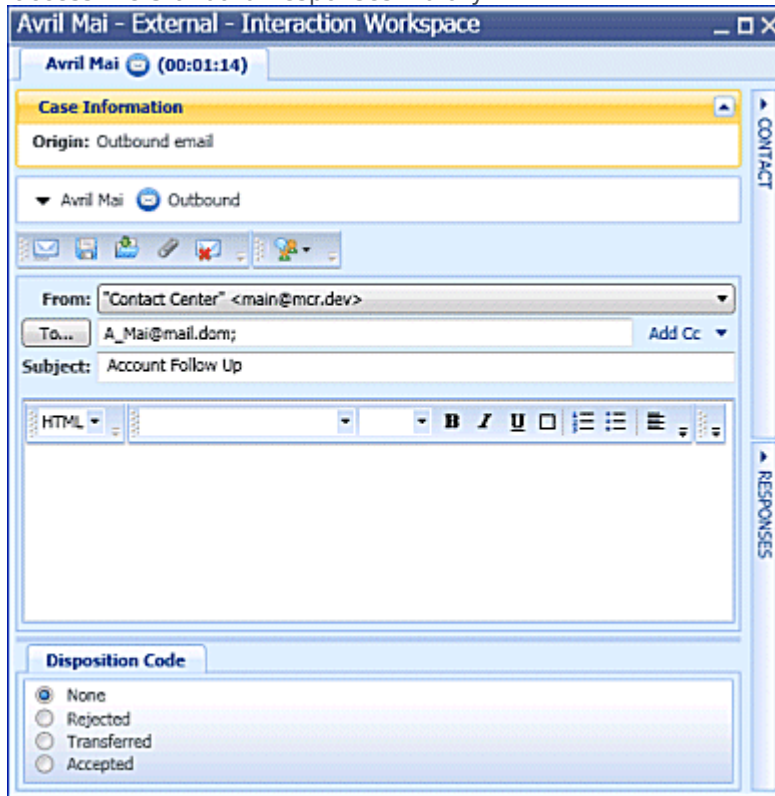 Avril Mai - External - Interaction Workspace
Avril Mai (00:01:14)
Case Information
Origin: Outbound email
Avril Mai Outbound
From: "Contact Center" <main@mcr.dev>
To... A_Mai@mail.dom; Add Cc
Subject: Account Follow Up
HTML B I U
Disposition Code
None
Rejected
Transferred
Accepted
CONTACT
RESPONSES